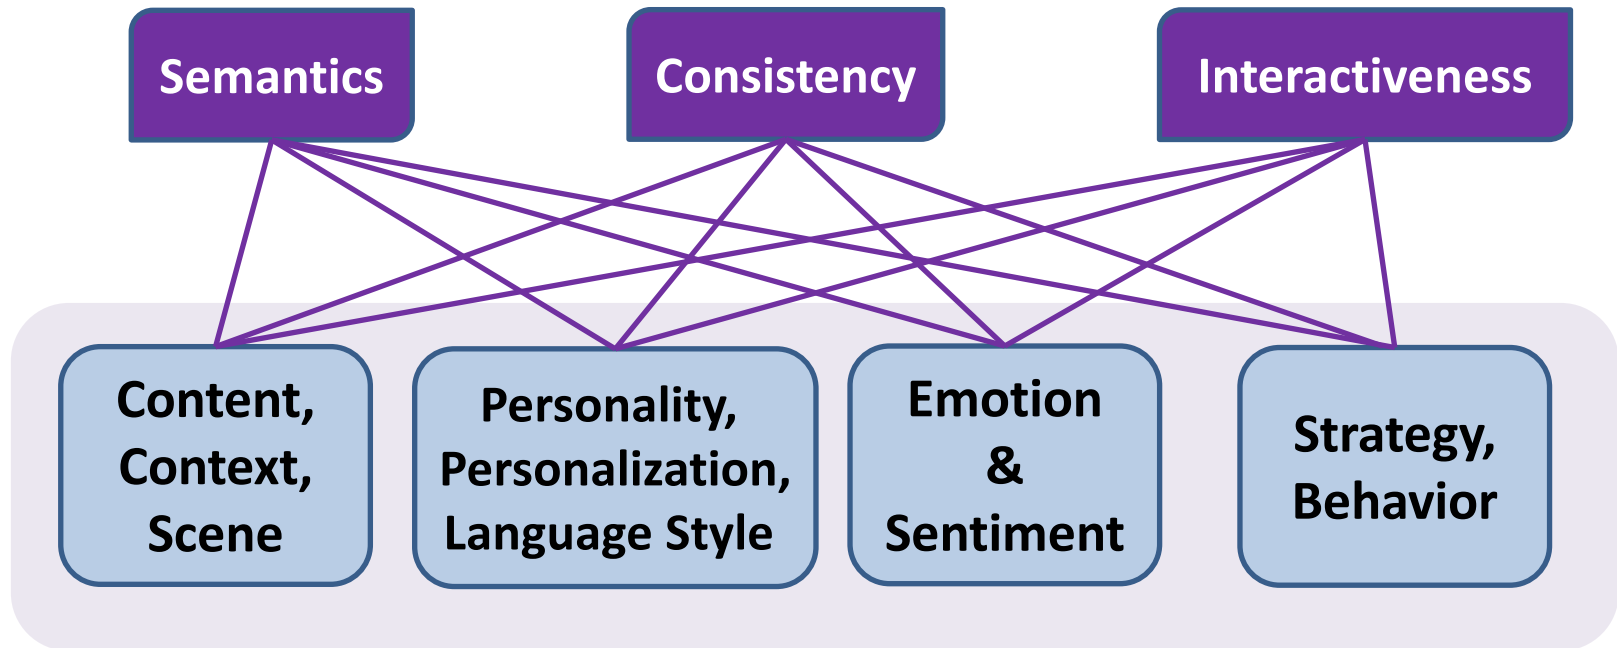 Semantics
Consistency
Interactiveness
Content,
Context,
Scene
Personality,
Personalization,
Language Style
Emotion
&
Sentiment
Strategy,
Behavior